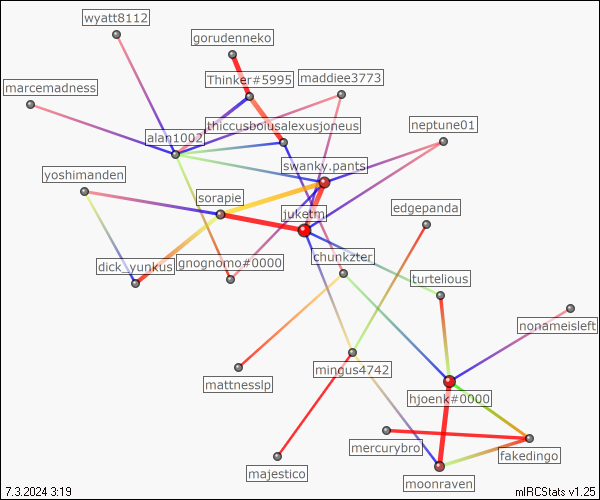 wyatt8112
gorudenneko
Thinker#5995
maddiee3773
marcemadness
thiccusbolusalexusjoneus
neptune01
alan1002
swanky.pants
yoshimanden
sorapie
edgepanda
juketm
chunkzter
dick_yunkus
gnognomo#0000
turtelious
nonameisleft
mingus4742
mattnesslp
hjoenk#0000
mercurybro
fakedingo
majestico
moonraven
7.3.2024 3:19
mIRCStats v1.25